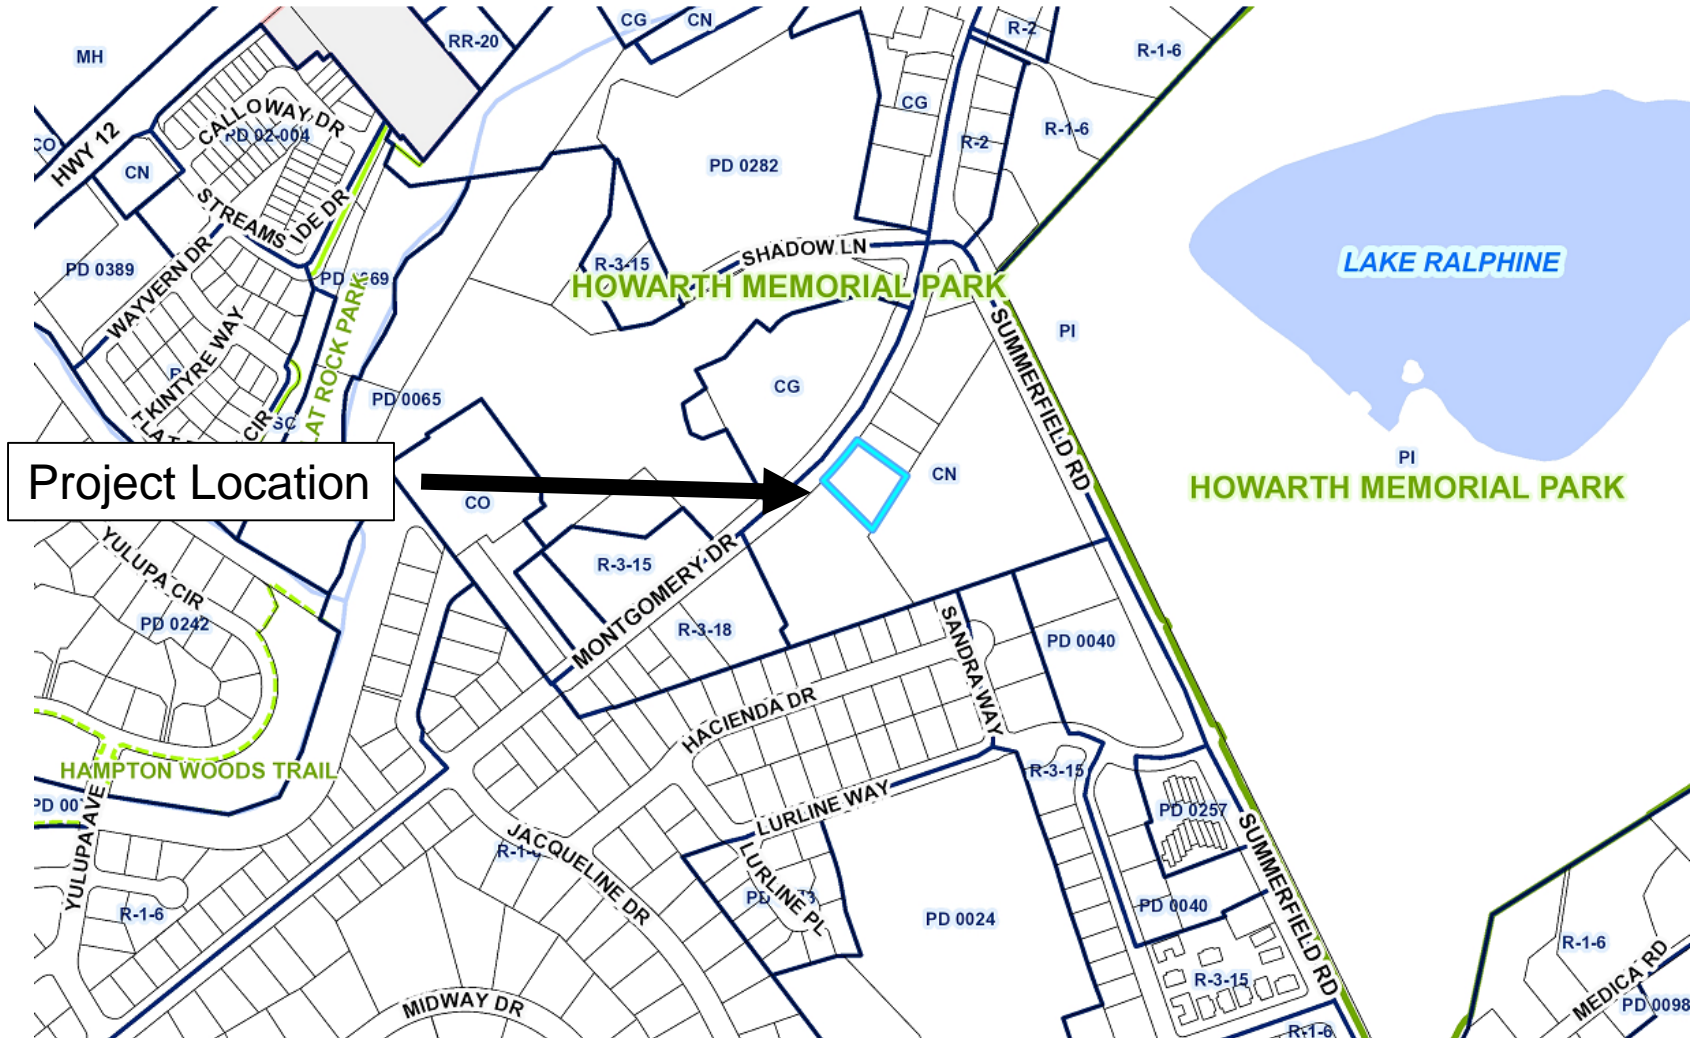 CG
CN
R-2
RR-20
R-1-6
MH
CG
CALLOWAY DR
PD 02-004
R-1-6
HWY 12
CO
R-2
CN
PD 0282
STREAMSIDE DR
SHADOW LN
WAYVERN DR
PD 0389
R-3-15
LAKE RALPHINE
HOWARTH MEMORIAL PARK
KINTYRE WAY
PI
SUMMERFIELD RD
CG
PD 0065
CIR
PI
Project Location
CN
HOWARTH MEMORIAL PARK
CO
MONTGOMERY DR
YULUPA CIR
R-3-15
PD 0242
R-3-18
SANDRA WAY
PD 0040
HACIENDA DR
HAMPTON WOODS TRAIL
R-3-15
YULUPA AVE
LURLINE WAY
PD 0257
SUMMERFIELD RD
JACQUELINE DR
LURLINE PL
R-1-6
PD 0024
PD 0040
R-1-6
MEDICA RD
R-3-15
MIDWAY DR
PD 0098
R-1-6